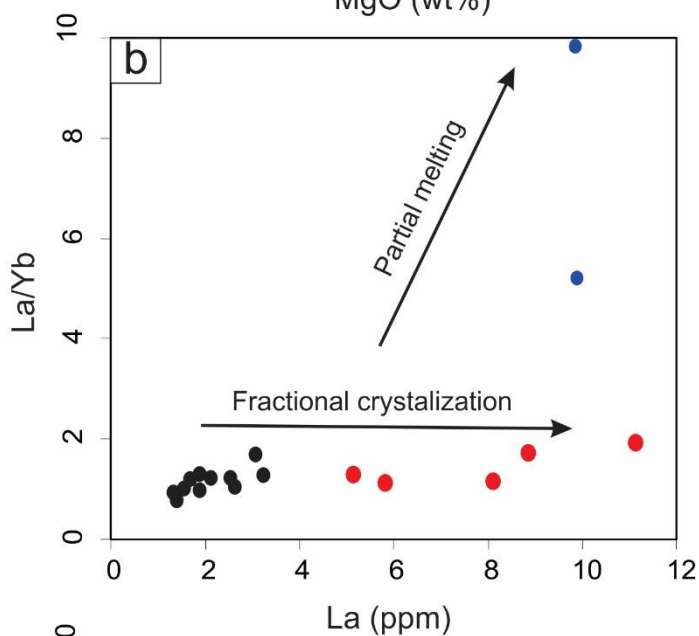 MgO (wt%)
b
10
8
6
4
2
0
La/Yb
Partial melting
Fractional crystalization
0 2 4 6 8 10 12
La (ppm)
0